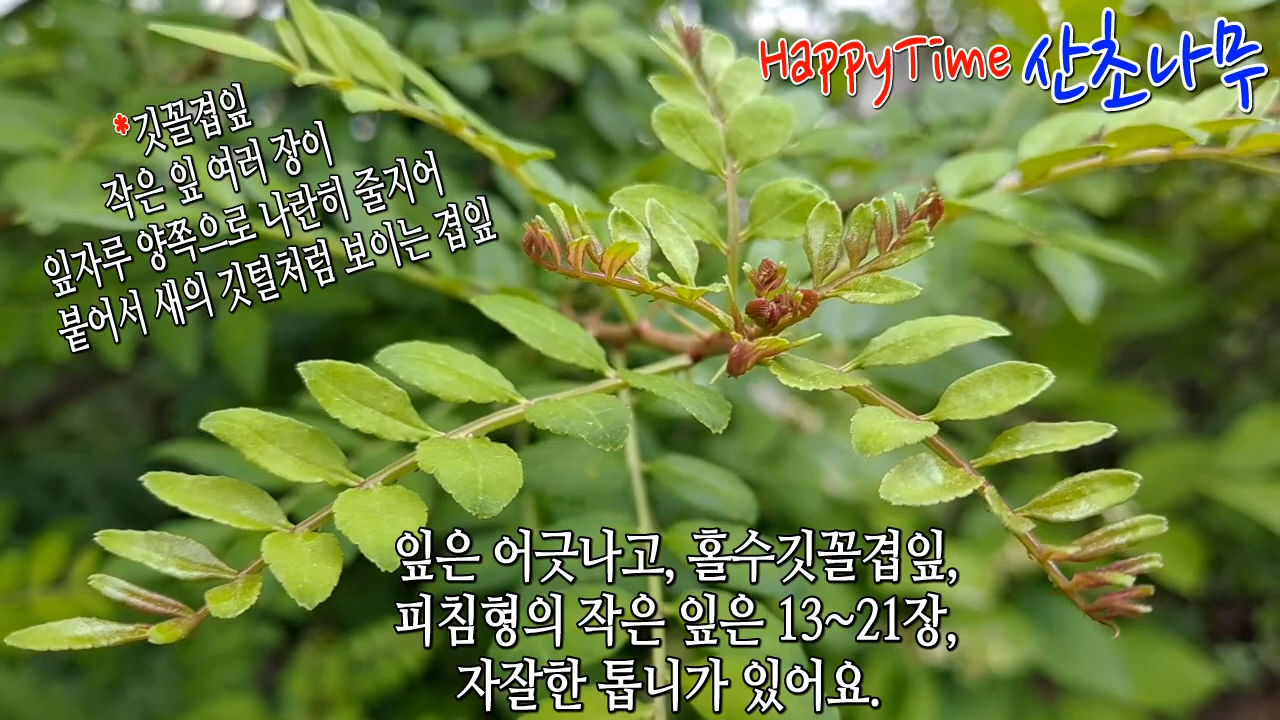 HappyTime 산초나무
*깃꼴겹잎
작은 잎 여러 장이
잎자루 양쪽으로 나란히 줄지어
붙어서 새의 깃털처럼 보이는 겹잎
잎은 어긋나고, 홀수깃꼴겹잎,
피침형의 작은 잎은 13~21장,
자잘한 톱니가 있어요.